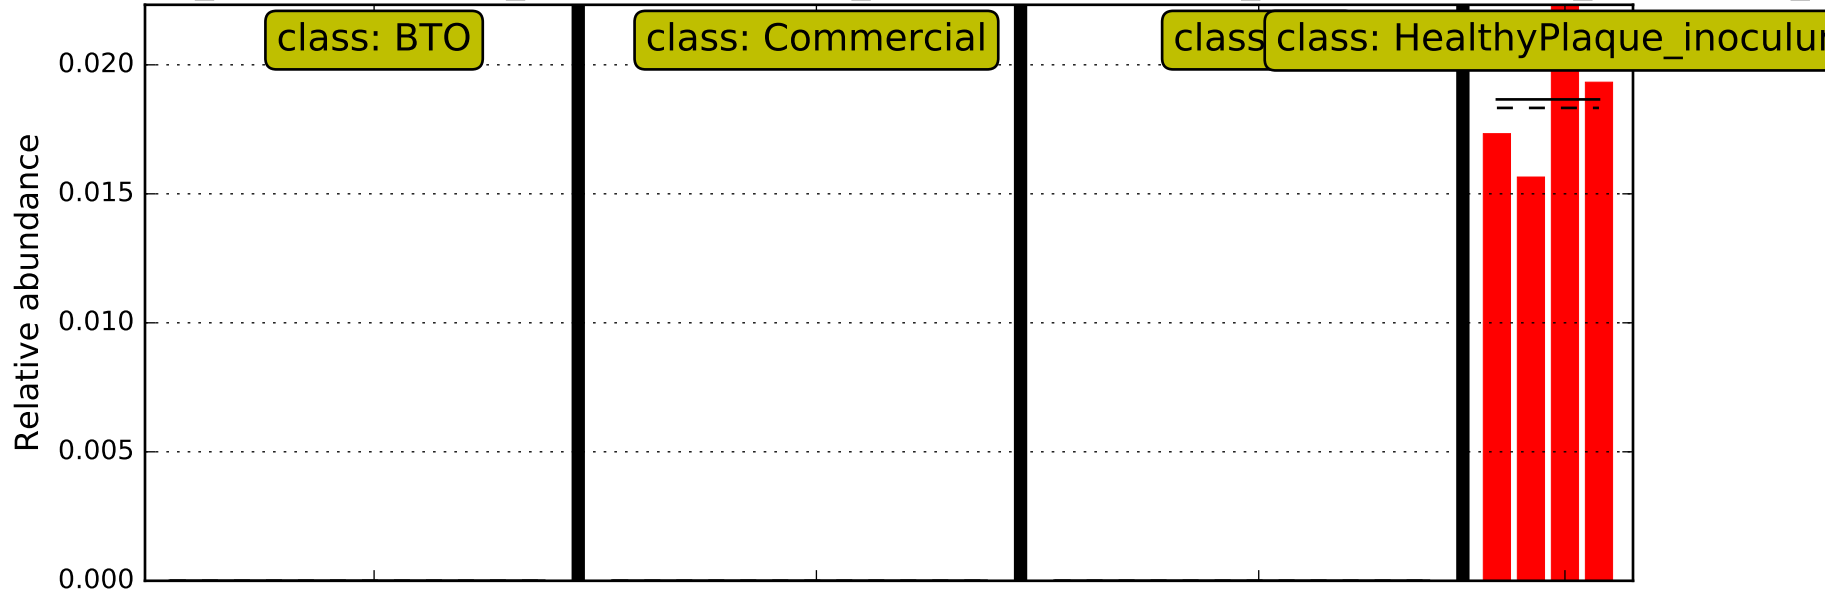 class: BTO
class: Commercial
class
class: HealthyPlaque_inoculu
0.020
0.015
0.010
0.005
0.000
Relative abundance